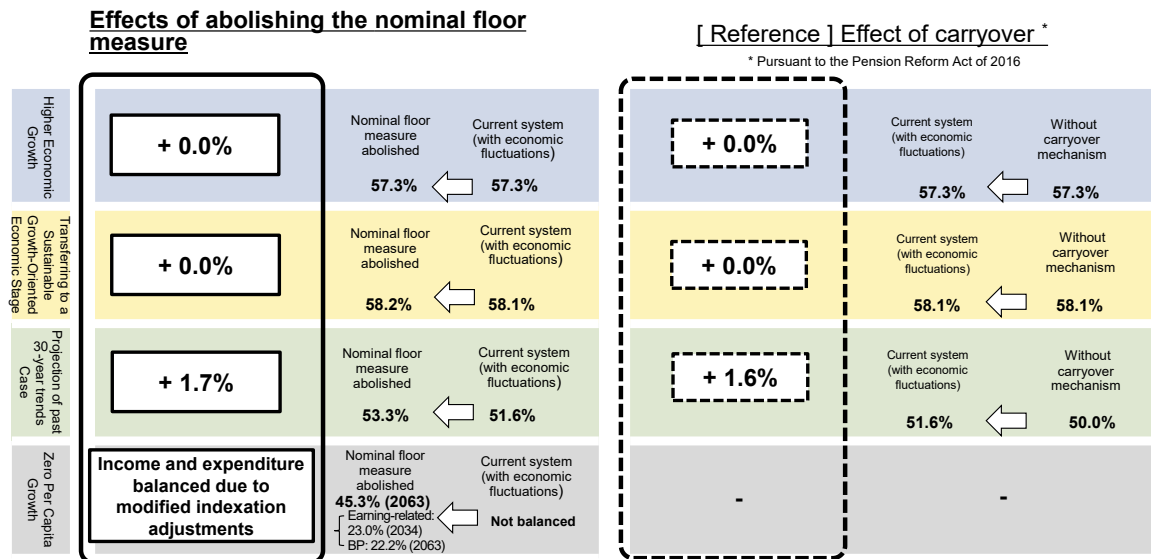 Effects of abolishing the nominal floor
measure
[ Reference ] Effect of carryover *
* Pursuant to the Pension Reform Act of 2016
Higher Economic
Growth
+ 0.0%
Nominal floor
measure
abolished
57.3%
Current system
(with economic
fluctuations)
57.3%
+ 0.0%
Current system
(with economic
fluctuations)
57.3%
Without
carryover
mechanism
57.3%
Transferring to a
Sustainable
Growth-Oriented
Economic Stage
+ 0.0%
Nominal floor
measure
abolished
58.2%
Current system
(with economic
fluctuations)
58.1%
+ 0.0%
Current system
(with economic
fluctuations)
58.1%
Without
carryover
mechanism
58.1%
Projection of past
30-year trends
Case
+ 1.7%
Nominal floor
measure
abolished
53.3%
Current system
(with economic
fluctuations)
51.6%
+ 1.6%
Current system
(with economic
fluctuations)
51.6%
Without
carryover
mechanism
50.0%
Zero Per Capita
Growth
Income and expenditure
balanced due to
modified indexation
adjustments
Nominal floor
measure
abolished
45.3% (2063)
Earning-related:
23.0% (2034)
BP: 22.2% (2063)
Current system
(with economic
fluctuations)
Not balanced
-
-